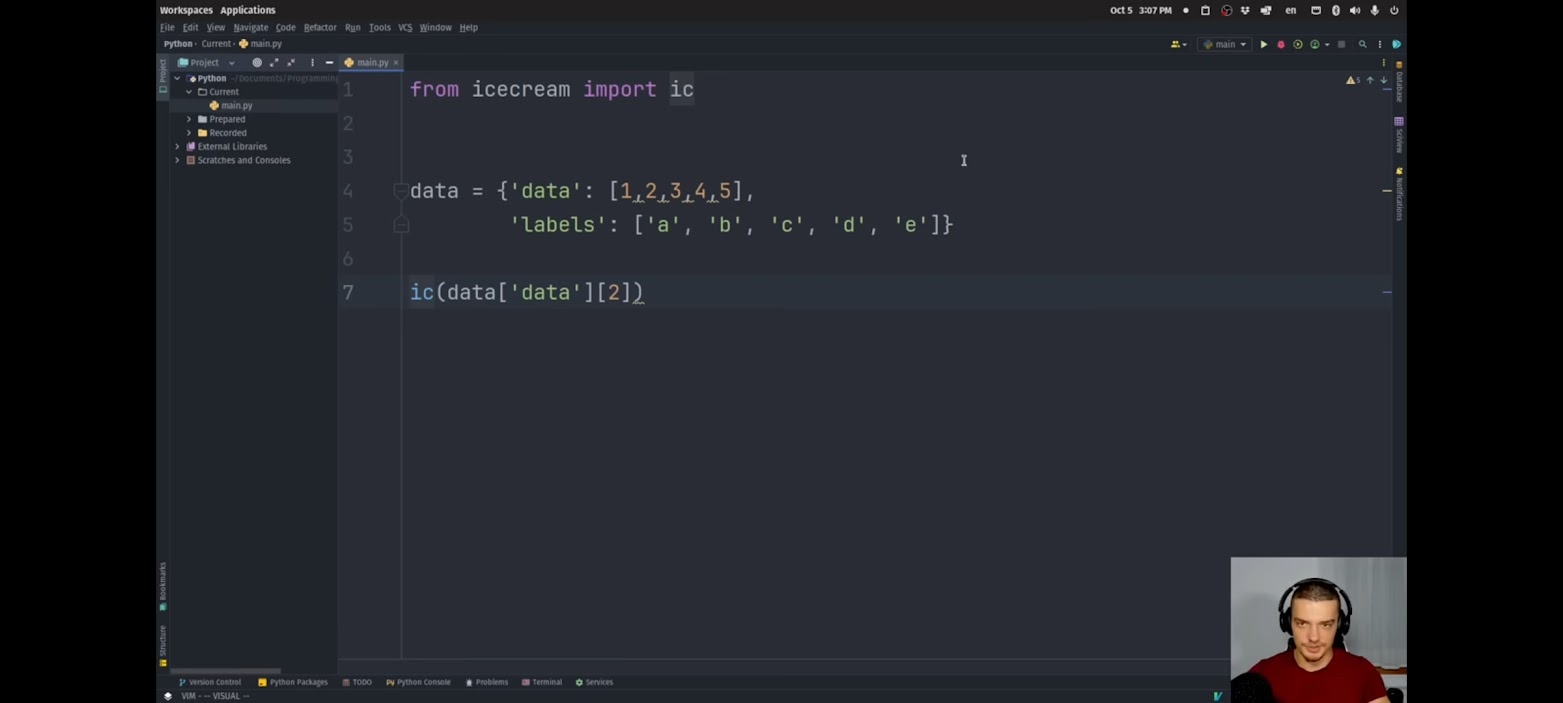 Workspaces Applications
Oct 5 3:07 PM
en
File Edit View Navigate Code Refactor Run Tools VCS Window Help
Python Current main.py
main
Project
main.py
Project
Python ~/Documents/Programming
Current
main.py
Prepared
Recorded
External Libraries
Scratches and Consoles
1 from icecream import ic
2
3
4 data = {'data': [1,2,3,4,5],
5 'labels': ['a', 'b', 'c', 'd', 'e']}
6
7 ic(data['data'][2])
5
Database
SciView
Notifications
Bookmarks
Structure
Version Control Python Packages TODO Python Console Problems Terminal Services
VIM - -- VISUAL --